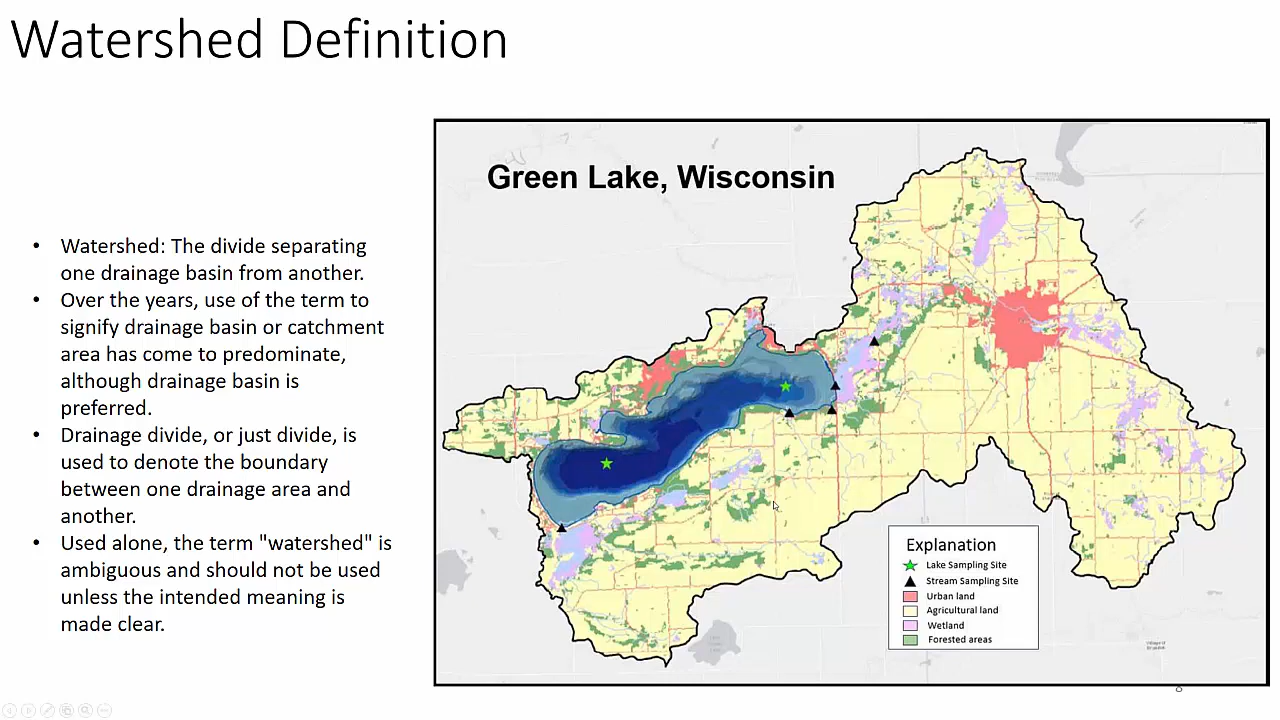 Watershed Definition
• Watershed: The divide separating
one drainage basin from another.
• Over the years, use of the term to
signify drainage basin or catchment
area has come to predominate,
although drainage basin is
preferred.
• Drainage divide, or just divide, is
used to denote the boundary
between one drainage area and
another.
• Used alone, the term "watershed" is
ambiguous and should not be used
unless the intended meaning is
made clear.
Green Lake, Wisconsin
Explanation
Lake Sampling Site
Stream Sampling Site
Urban land
Agricultural land
Wetland
Forested areas
8